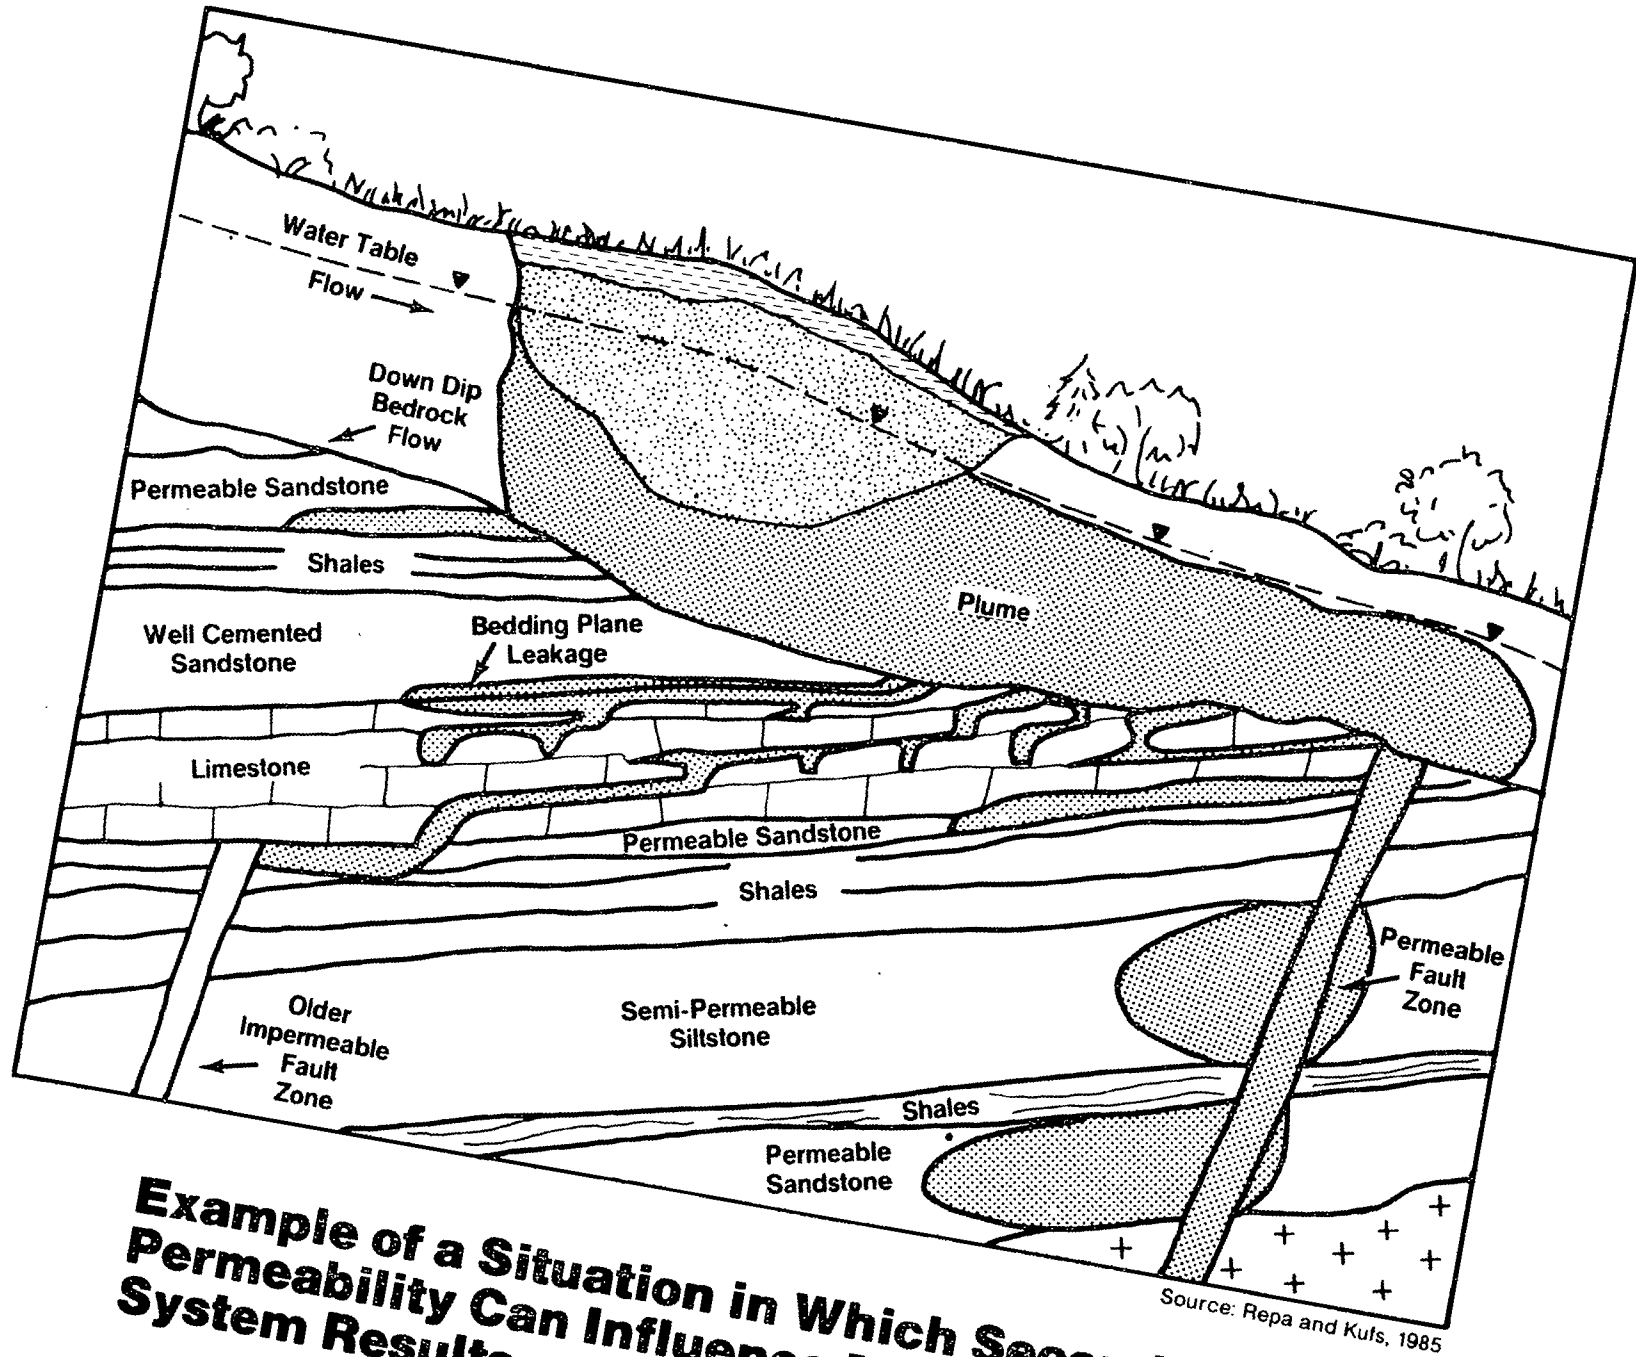 Water Table
Flow
Down Dip
Bedrock
Flow
Permeable Sandstone
Shales
Well Cemented
Sandstone
Bedding Plane
Leakage
Plume
Limestone
Permeable Sandstone
Shales
Permeable
Fault
Zone
Older
Impermeable
Fault
Zone
Semi-Permeable
Siltstone
Shales
Permeable
Sandstone
Source: Repa and Kufs, 1985
Example of a Situation in Which
Permeability Can Influence
System Results